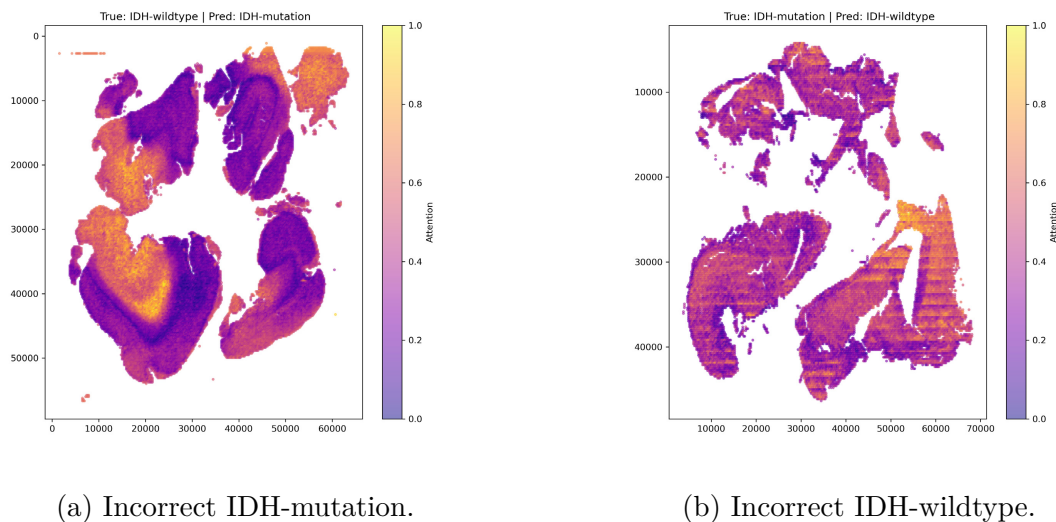 True: IDH-wildtype | Pred: IDH-mutation
0
10000
20000
30000
40000
50000
0 10000 20000 30000 40000 50000 60000
1.0
0.8
0.6
0.4
0.2
0.0
Attention
(a) Incorrect IDH-mutation.
True: IDH-mutation | Pred: IDH-wildtype
10000
20000
30000
40000
10000 20000 30000 40000 50000 60000 70000
1.0
0.8
0.6
0.4
0.2
0.0
Attention
(b) Incorrect IDH-wildtype.